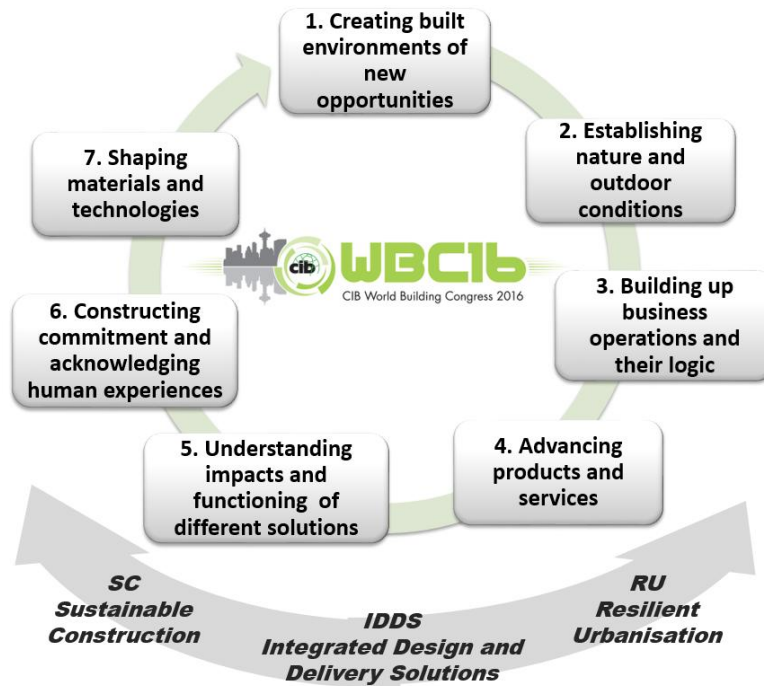 1. Creating built
environments of
new
opportunities
2. Establishing
nature and
outdoor
conditions
7. Shaping
materials and
technologies
cib
WBC16
CIB World Building Congress 2016
3. Building up
business
operations and
their logic
6. Constructing
commitment and
acknowledging
human experiences
4. Advancing
products and
services
5. Understanding
impacts and
functioning of
different solutions
SC
Sustainable
Construction
IDDS
Integrated Design and
Delivery Solutions
RU
Resilient
Urbanisation